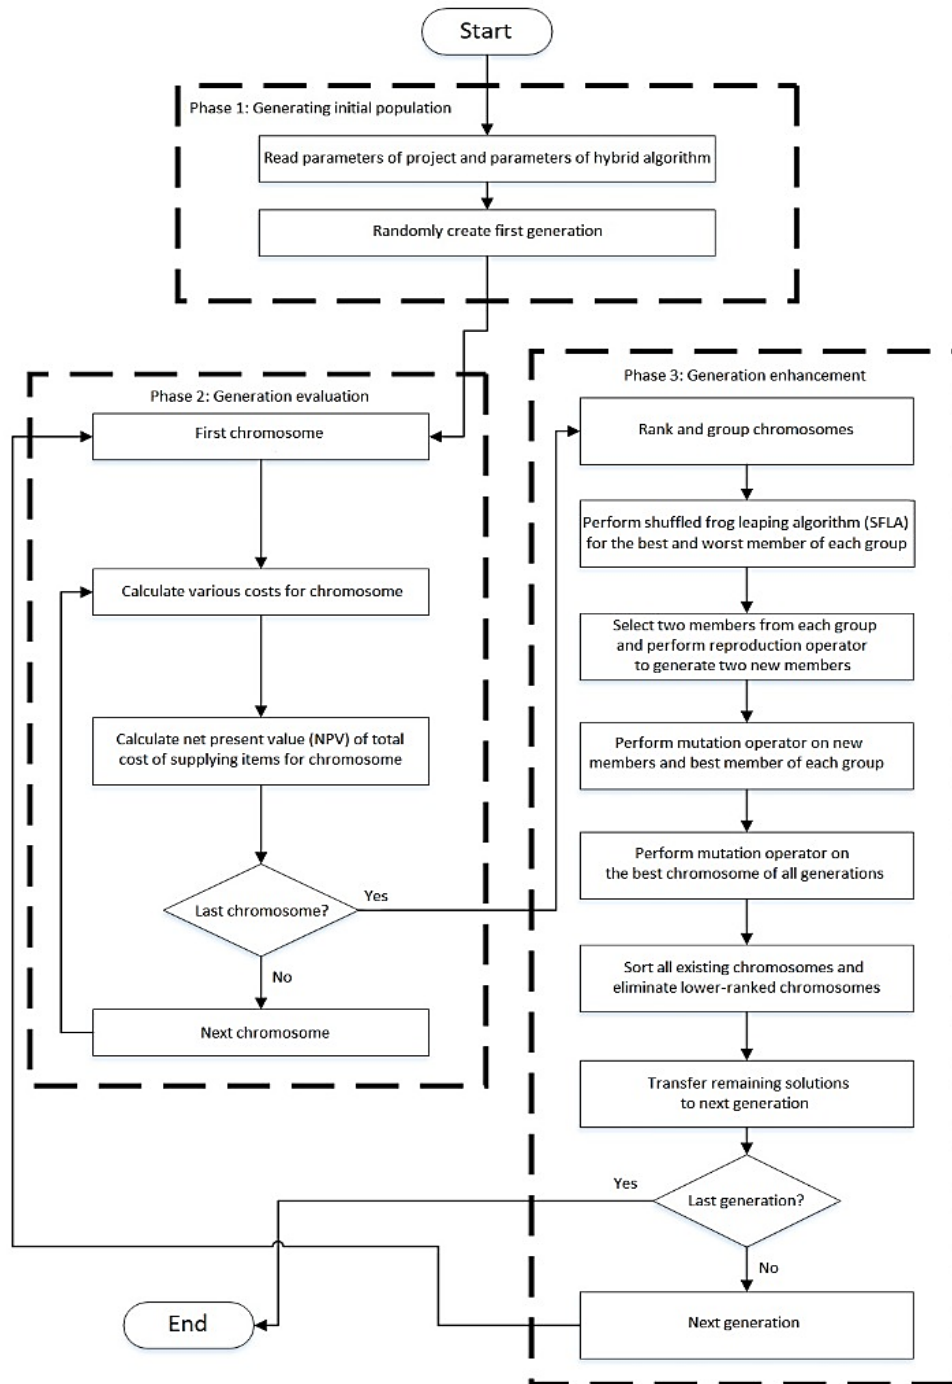 Start
Phase 1: Generating initial population
Read parameters of project and parameters of hybrid algorithm
Randomly create first generation
Phase 2: Generation evaluation
First chromosome
Calculate various costs for chromosome
Calculate net present value (NPV) of total
cost of supplying items for chromosome
Last chromosome?
Yes
No
Next chromosome
Phase 3: Generation enhancement
Rank and group chromosomes
Perform shuffled frog leaping algorithm (SFLA)
for the best and worst member of each group
Select two members from each group
and perform reproduction operator
to generate two new members
Perform mutation operator on new
members and best member of each group
Perform mutation operator on
the best chromosome of all generations
Sort all existing chromosomes and
eliminate lower-ranked chromosomes
Transfer remaining solutions
to next generation
Last generation?
Yes
No
Next generation
End